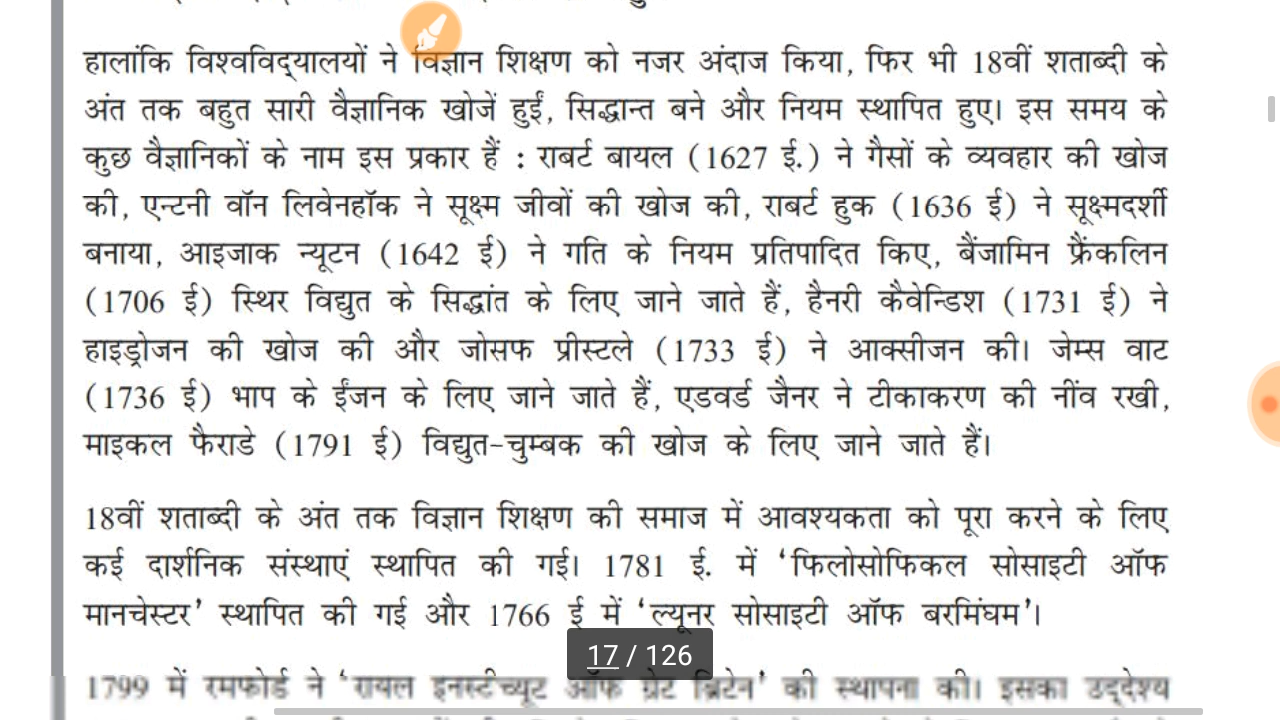 हालांकि विश्वविद्यालयों ने विज्ञान शिक्षण को नजर अंदाज किया, फिर भी 18वीं शताब्दी के
अंत तक बहुत सारी वैज्ञानिक खोजें हुईं, सिद्धान्त बने और नियम स्थापित हुए। इस समय के
कुछ वैज्ञानिकों के नाम इस प्रकार हैं : राबर्ट बायल (1627 ई.) ने गैसों के व्यवहार की खोज
की, एन्टनी वॉन लिवेनहॉक ने सूक्ष्म जीवों की खोज की, राबर्ट हुक (1636 ई) ने सूक्ष्मदर्शी
बनाया, आइजाक न्यूटन (1642 ई) ने गति के नियम प्रतिपादित किए, बैंजामिन फ्रैंकलिन
(1706 ई) स्थिर विद्युत के सिद्धांत के लिए जाने जाते हैं, हैनरी कैवेन्डिश (1731 ई) ने
हाइड्रोजन की खोज की और जोसफ प्रीस्टले (1733 ई) ने आक्सीजन की। जेम्स वाट
(1736 ई) भाप के ईंजन के लिए जाने जाते हैं, एडवर्ड जैनर ने टीकाकरण की नींव रखी,
माइकल फैराडे (1791 ई) विद्युत-चुम्बक की खोज के लिए जाने जाते हैं।
18वीं शताब्दी के अंत तक विज्ञान शिक्षण की समाज में आवश्यकता को पूरा करने के लिए
कई दार्शनिक संस्थाएं स्थापित की गई। 1781 ई. में ‘फिलोसोफिकल सोसाइटी ऑफ
मानचेस्टर’ स्थापित की गई और 1766 ई में ‘ल्यूनर सोसाइटी ऑफ बरमिंघम’।
17 / 126
1799 में रमफोर्ड ने ‘रायल इनस्टीच्यूट ऑफ ग्रेट ब्रिटेन’ की स्थापना की। इसका उद्देश्य